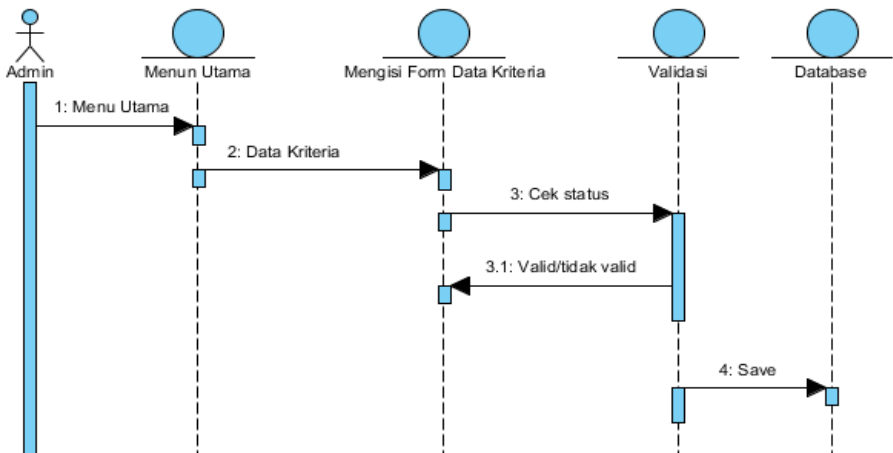 Admin
Menun Utama
Mengisi Form Data Kriteria
Validasi
Database
1: Menu Utama
2: Data Kriteria
3: Cek status
3.1: Valid/tidak valid
4: Save